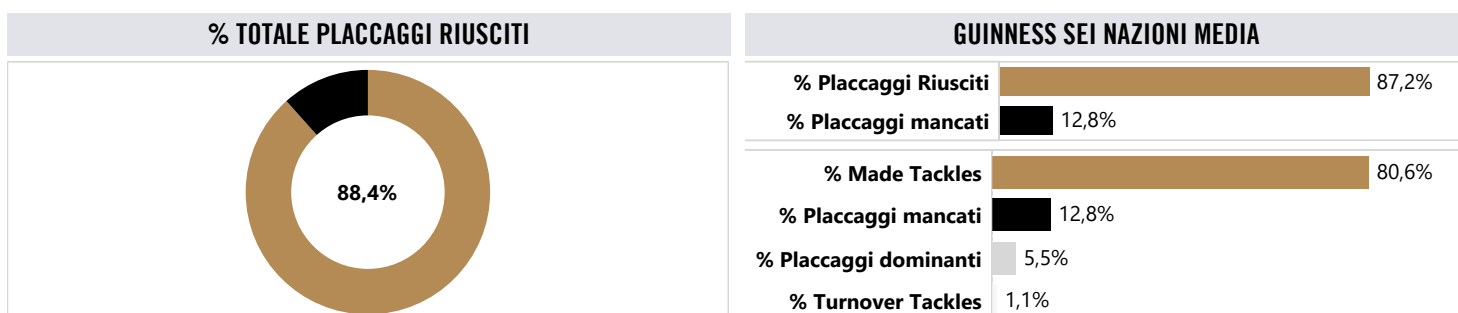 % TOTALE PLACCAGGI RIUSCITI
88,4%
GUINNESS SEI NAZIONI MEDIA
% Placcaggi Riusciti 87,2%
% Placcaggi mancati 12,8%
% Made Tackles 80,6%
% Placcaggi mancati 12,8%
% Placcaggi dominanti 5,5%
% Turnover Tackles 1,1%